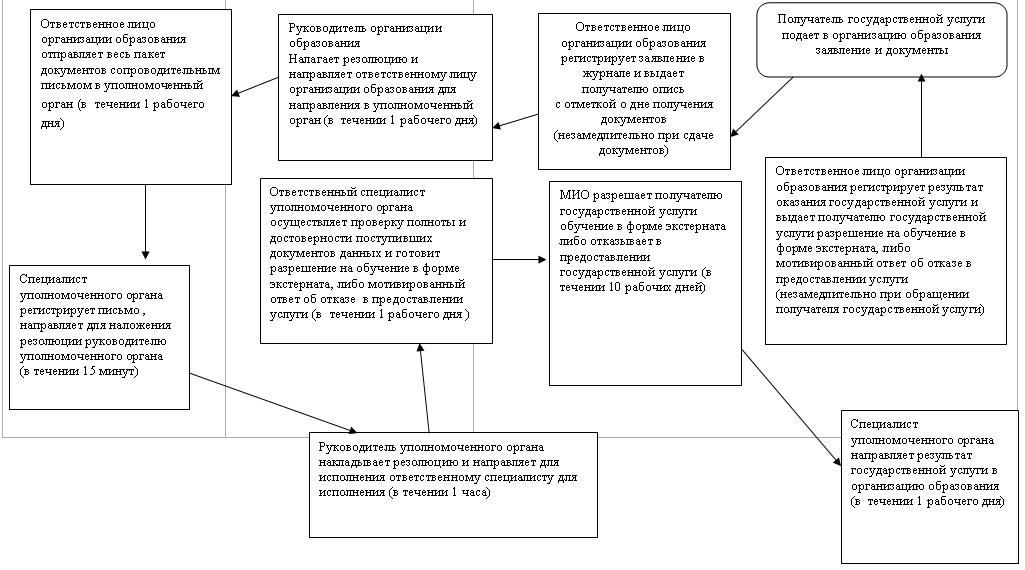 Ответственное лицо
организации образования
отправляет весь пакет
документов сопроводительным
письмом в уполномоченный
орган (в  течении 1 рабочего
дня)
Руководитель организации
образования
Налагает резолюцию и
направляет ответственному лицу
организации образования для
направления в уполномоченный
орган (в  течении 1 рабочего дня)
Ответственное лицо
организации образования
регистрирует заявление в
журнале и выдает
получателю опись
с отметкой о дне получения
документов
(незамедлительно при сдаче
документов)
Получатель государственной услуги
подает в организацию образования
заявление и документы
Ответственный специалист
уполномоченного органа
осуществляет проверку полноты и
достоверности поступивших
документов данных и готовит
разрешение на обучение в форме
экстерната, либо мотивированный
ответ об отказе  в предоставлении
услуги (в  течении 1 рабочего дня )
МИО разрешает получателю
государственной услуги
обучение в форме экстерната
либо отказывает в
предоставлении
государственной услуги (в
течении 10 рабочих дней)
Ответственное лицо организации
образования регистрирует результат
оказания государственной услуги и
выдает получателю государственной
услуги разрешение на обучение в
форме экстерната, либо
мотивированный ответ об отказе в
предоставлении услуги
(незамедлительно при обращении
получателя государственной услуги)
Специалист
уполномоченного органа
регистрирует письмо ,
направляет для наложения
резолюции руководителю
уполномоченного органа
(в течении 15 минут)
Руководитель уполномоченного органа
накладывает резолюцию и направляет для
исполнения ответственному специалисту для
исполнения (в течении 1 часа)
Специалист
уполномоченного органа
направляет результат
государственной услуги в
организацию образования
(в  течении 1 рабочего дня)